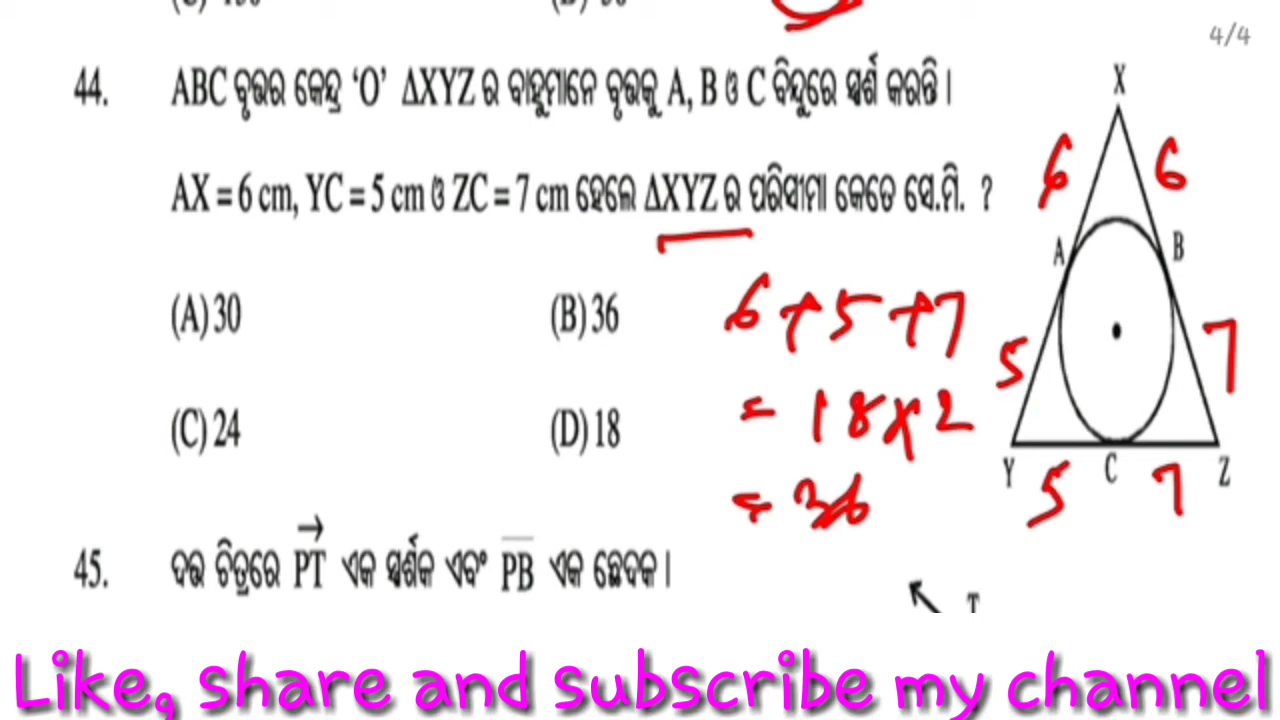 4/4
44. ABC ବୃତ୍ତର କେନ୍ଦ୍ର ‘O’ ΔXYZ ର ବାହୁମାନେ ବୃତ୍ତକୁ A, B ଓ C ବିନ୍ଦୁରେ ସ୍ପର୍ଶ କରନ୍ତି ।
AX = 6 cm, YC = 5 cm ଓ ZC = 7 cm ହେଲେ ΔXYZ ର ପରିସୀମା କେତେ ସେ.ମି. ?
(A) 30 (B) 36
(C) 24 (D) 18
6 + 5 + 7
= 18 x 2
= 36
X
6 6
A B
5 7
Y C Z
5 7
45. ଦତ୍ତ ଚିତ୍ରରେ PT ଏକ ସ୍ପର୍ଶକ ଏବଂ PB ଏକ ଛେଦକ ।
T
Like, share and subscribe my channel